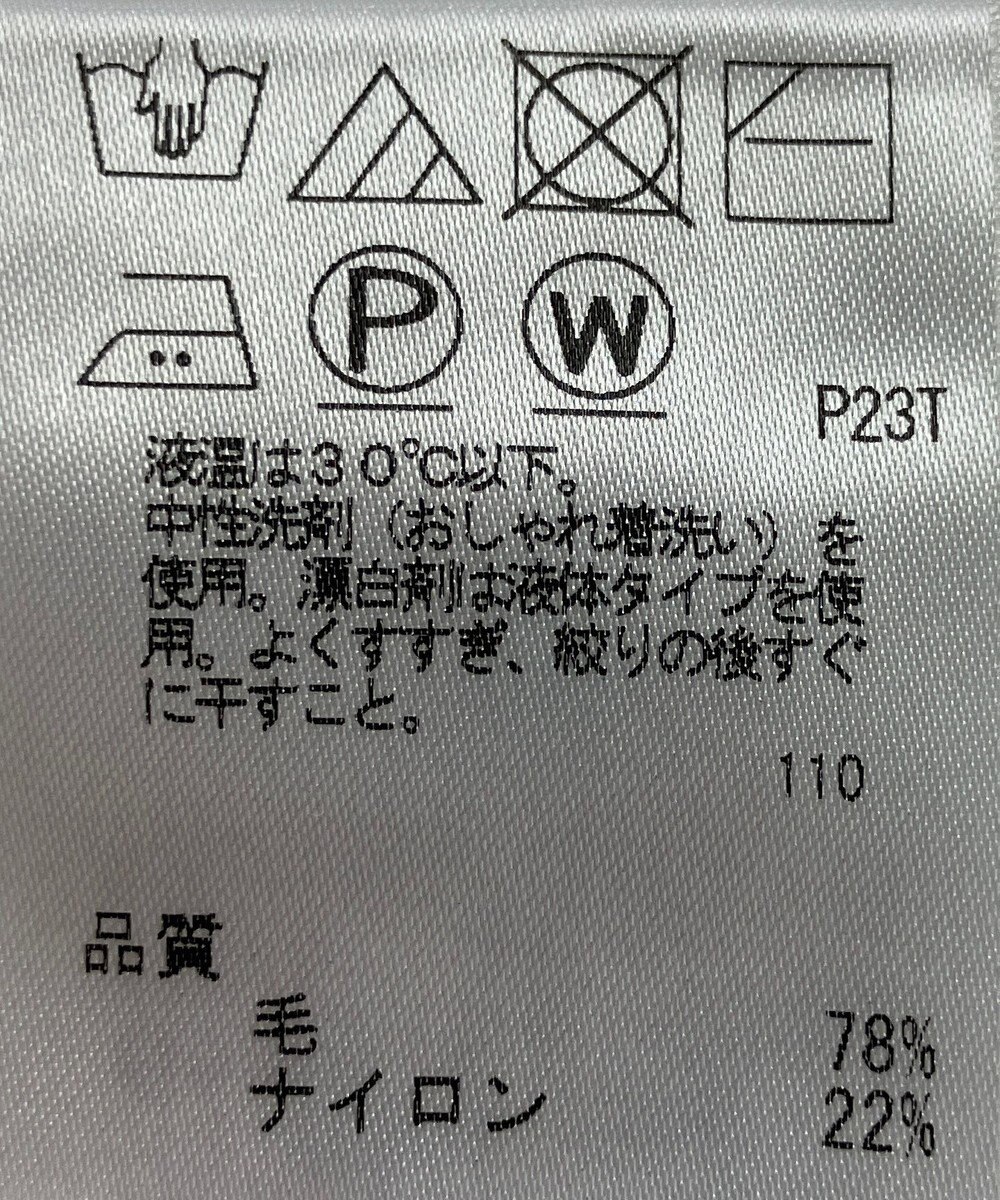 P
W
P23T
液温は30℃以下。
中性洗剤(おしゃれ着洗い)を
使用。漂白剤は液体タイプを使
用。よくすすぎ、絞りの後すぐ
に干すこと。
110
品質
毛 78%
ナイロン 22%